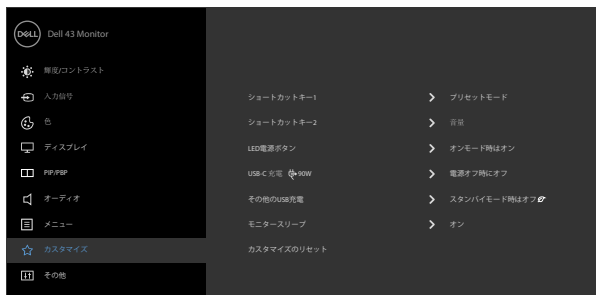 DELL Dell 43 Monitor
輝度/コントラスト
入力信号
色
ディスプレイ
PIP/PBP
オーディオ
メニュー
カスタマイズ
その他
ショートカットキー1 プリセットモード
ショートカットキー2 音量
LED電源ボタン オンモード時はオン
USB-C 充電 90W 電源オフ時にオフ
その他のUSB充電 スタンバイモード時はオフ
モニタースリープ オン
カスタマイズのリセット